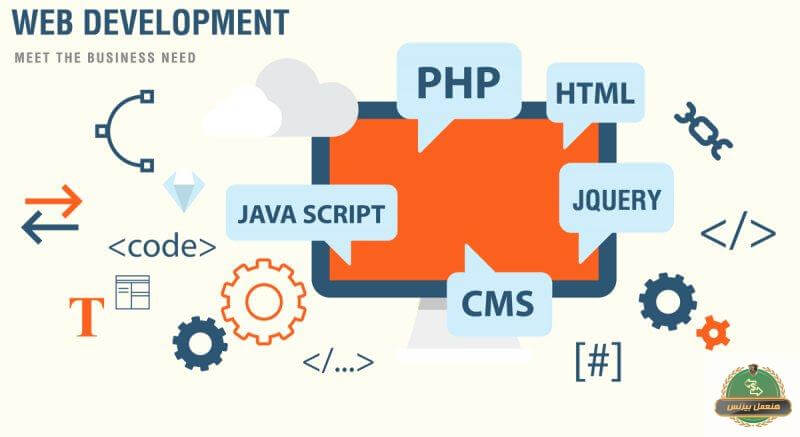 WEB DEVELOPMENT
MEET THE BUSINESS NEED
PHP
HTML
JAVA SCRIPT
JQUERY
<code>
</>
T
CMS
</...>
[#]
هنعمل بيزنس